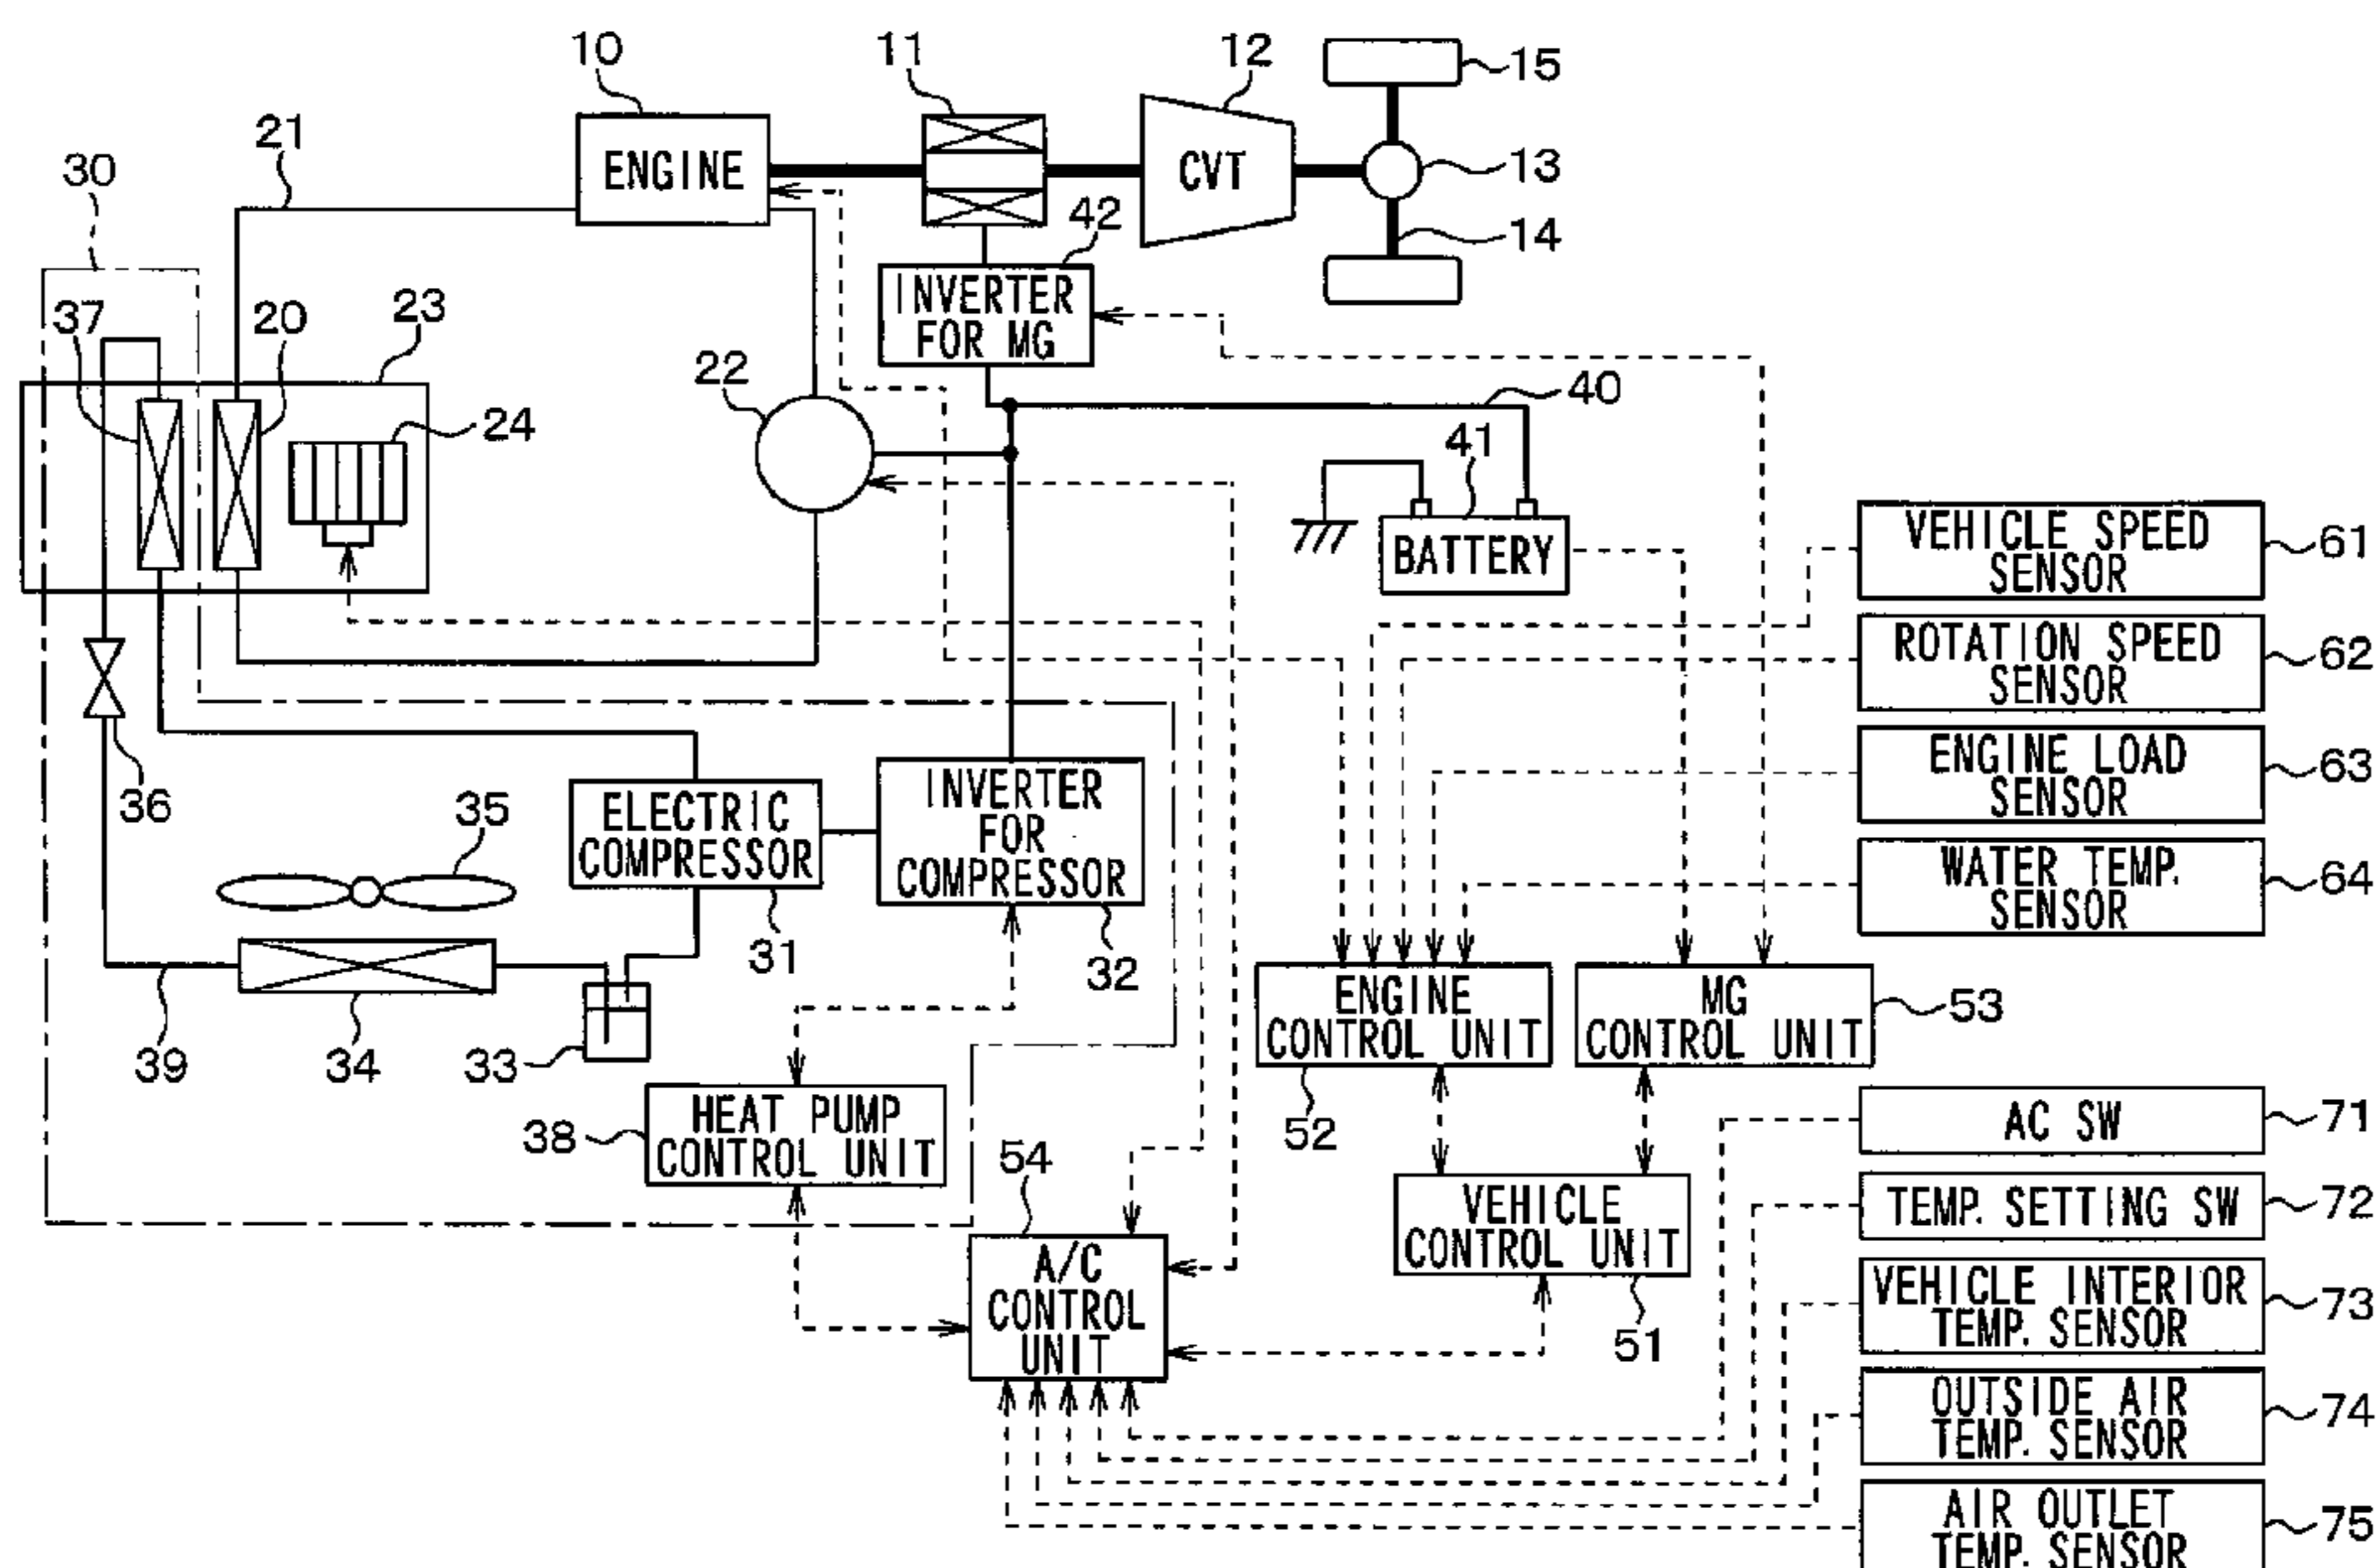 10
11
12
15
21
30
ENGINE
CVT
13
42
14
37
20
23
INVERTER
FOR MG
22
40
24
41
BATTERY
VEHICLE SPEED
SENSOR
61
ROTATION SPEED
SENSOR
62
36
35
ELECTRIC
COMPRESSOR
INVERTER
FOR
COMPRESSOR
ENGINE LOAD
SENSOR
63
WATER TEMP.
SENSOR
64
31
32
39
34
33
ENGINE
CONTROL UNIT
MG
CONTROL UNIT
53
52
38
HEAT PUMP
CONTROL UNIT
54
AC SW
71
VEHICLE
CONTROL UNIT
TEMP. SETTING SW
72
A/C
CONTROL
UNIT
51
VEHICLE INTERIOR
TEMP. SENSOR
73
OUTSIDE AIR
TEMP. SENSOR
74
AIR OUTLET
TEMP. SENSOR
75